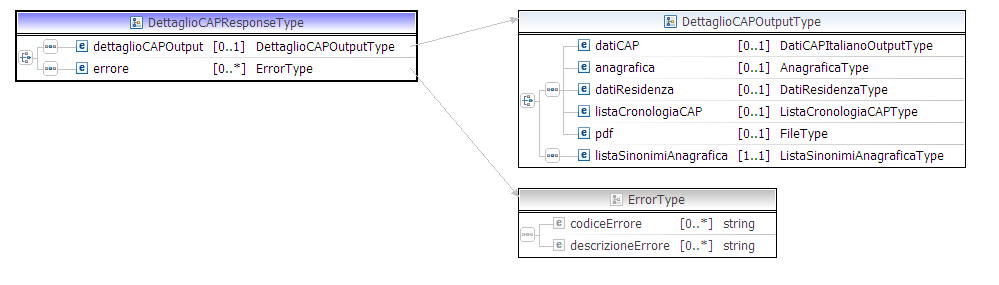 DettaglioCAPResponseType
dettaglioCAPOutput [0..1] DettaglioCAPOutputType
errore [0..*] ErrorType
DettaglioCAPOutputType
datiCAP [0..1] DatiCAPItalianoOutputType
anagrafica [0..1] AnagraficaType
datiResidenza [0..1] DatiResidenzaType
listaCronologiaCAP [0..1] ListaCronologiaCAPType
pdf [0..1] FileType
listaSinonimiAnagrafica [1..1] ListaSinonimiAnagraficaType
ErrorType
codiceErrore [0..*] string
descrizioneErrore [0..*] string